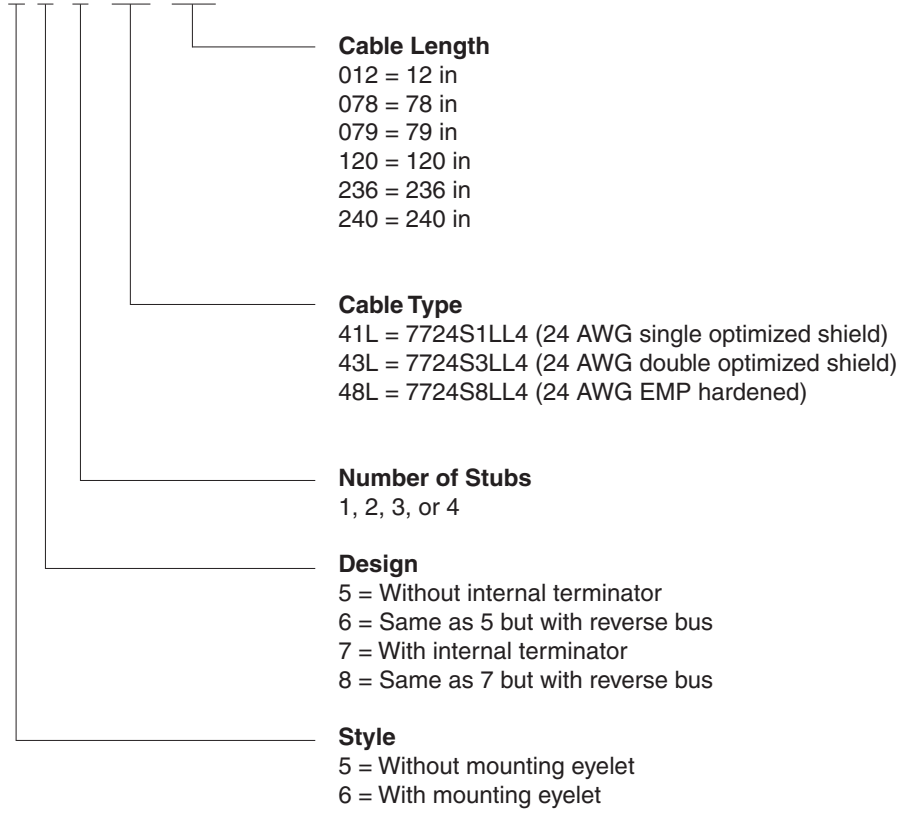 Cable Length
012 = 12 in
078 = 78 in
079 = 79 in
120 = 120 in
236 = 236 in
240 = 240 in
Cable Type
41L = 7724S1LL4 (24 AWG single optimized shield)
43L = 7724S3LL4 (24 AWG double optimized shield)
48L = 7724S8LL4 (24 AWG EMP hardened)
Number of Stubs
1, 2, 3, or 4
Design
5 = Without internal terminator
6 = Same as 5 but with reverse bus
7 = With internal terminator
8 = Same as 7 but with reverse bus
Style
5 = Without mounting eyelet
6 = With mounting eyelet